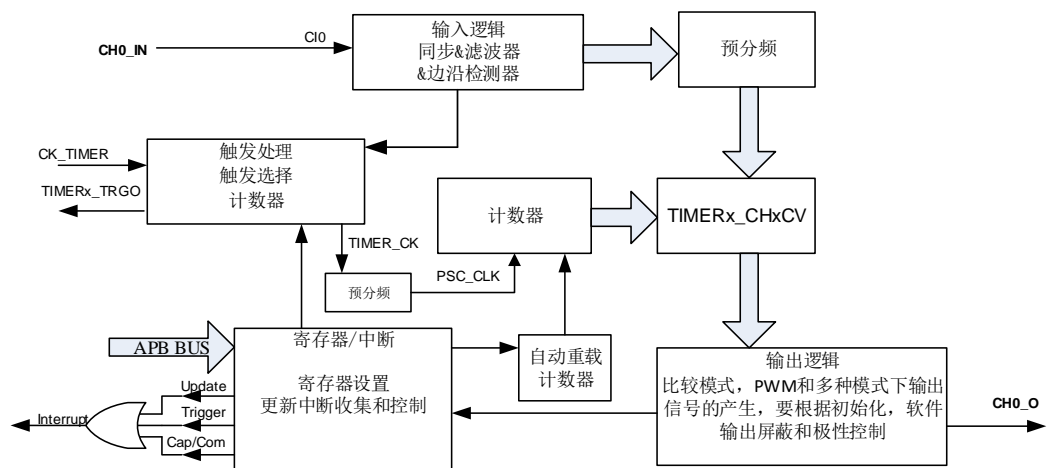 CH0_IN
CI0
输入逻辑
同步&滤波器
&边沿检测器
预分频
CK_TIMER
TIMERx_TRGO
触发处理
触发选择
计数器
TIMER_CK
预分频
PSC_CLK
计数器
TIMERx_CHxCV
APB BUS
寄存器/中断
寄存器设置
更新中断收集和控制
自动重载
计数器
输出逻辑
比较模式，PWM和多种模式下输出
信号的产生，要根据初始化，软件
输出屏蔽和极性控制
CH0_O
Update
Trigger
Cap/Com
Interrupt